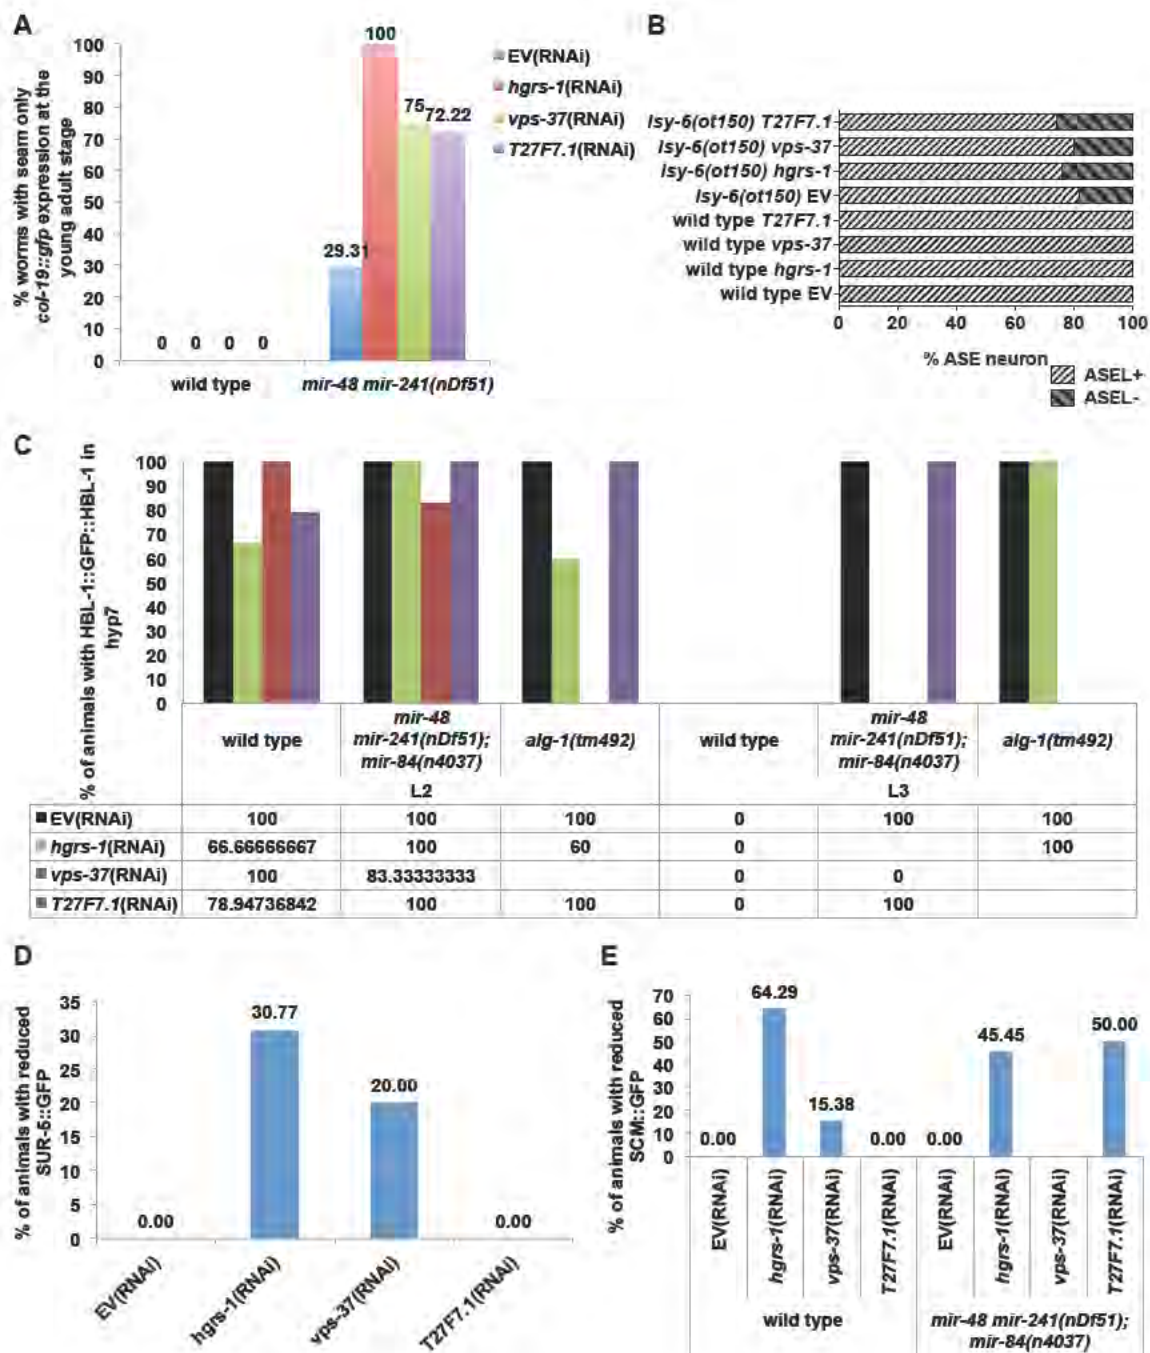 A
% worms with seam only
col-19::gfp expression at the
young adult stage
100
90
80
70
60
50
40
30
20
10
0
0 0 0 0
29.31
100
75
72.22
wild type
mir-48 mir-241(nDf51)
EV(RNAi)
hgrs-1(RNAi)
vps-37(RNAi)
T27F7.1(RNAi)
B
lsy-6(ot150) T27F7.1
lsy-6(ot150) vps-37
lsy-6(ot150) hgrs-1
lsy-6(ot150) EV
wild type T27F7.1
wild type vps-37
wild type hgrs-1
wild type EV
0 20 40 60 80 100
% ASE neuron
ASEL+
ASEL-
C
% of animals with HBL-1::GFP::HBL-1 in
hyp7
100
90
80
70
60
50
40
30
20
10
0
wild type
mir-48
mir-241(nDf51);
mir-84(n4037)
alg-1(tm492)
wild type
mir-48
mir-241(nDf51);
mir-84(n4037)
alg-1(tm492)
L2 L3
EV(RNAi) 100 100 100 0 100 100
hgrs-1(RNAi) 66.66666667 100 60 0 100
vps-37(RNAi) 100 83.33333333 0 0
T27F7.1(RNAi) 78.94736842 100 100 0 100
D
% of animals with reduced
SUR-5::GFP
35
30
25
20
15
10
5
0
0.00
30.77
20.00
0.00
EV(RNAi)
hgrs-1(RNAi)
vps-37(RNAi)
T27F7.1(RNAi)
E
% of animals with reduced
SCM::GFP
70
60
50
40
30
20
10
0
0.00
64.29
15.38
0.00
0.00
45.45
50.00
EV(RNAi)
hgrs-1(RNAi)
vps-37(RNAi)
T27F7.1(RNAi)
EV(RNAi)
hgrs-1(RNAi)
vps-37(RNAi)
T27F7.1(RNAi)
wild type
mir-48 mir-241(nDf51);
mir-84(n4037)